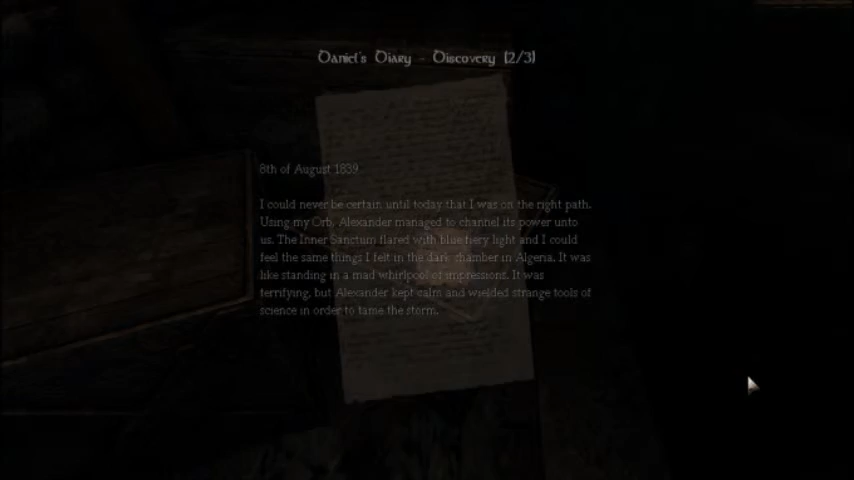 Daniel's Diary - Discovery (2/3)
8th of August 1839
I could never be certain until today that I was on the right path.
Using my Orb, Alexander managed to channel its power unto
us. The Inner Sanctum flared with blue fiery light and I could
feel the same things I felt in the dark chamber in Algeria. It was
like standing in a mad whirlpool of impressions. It was
terrifying, but Alexander kept calm and wielded strange tools of
science in order to tame the storm.